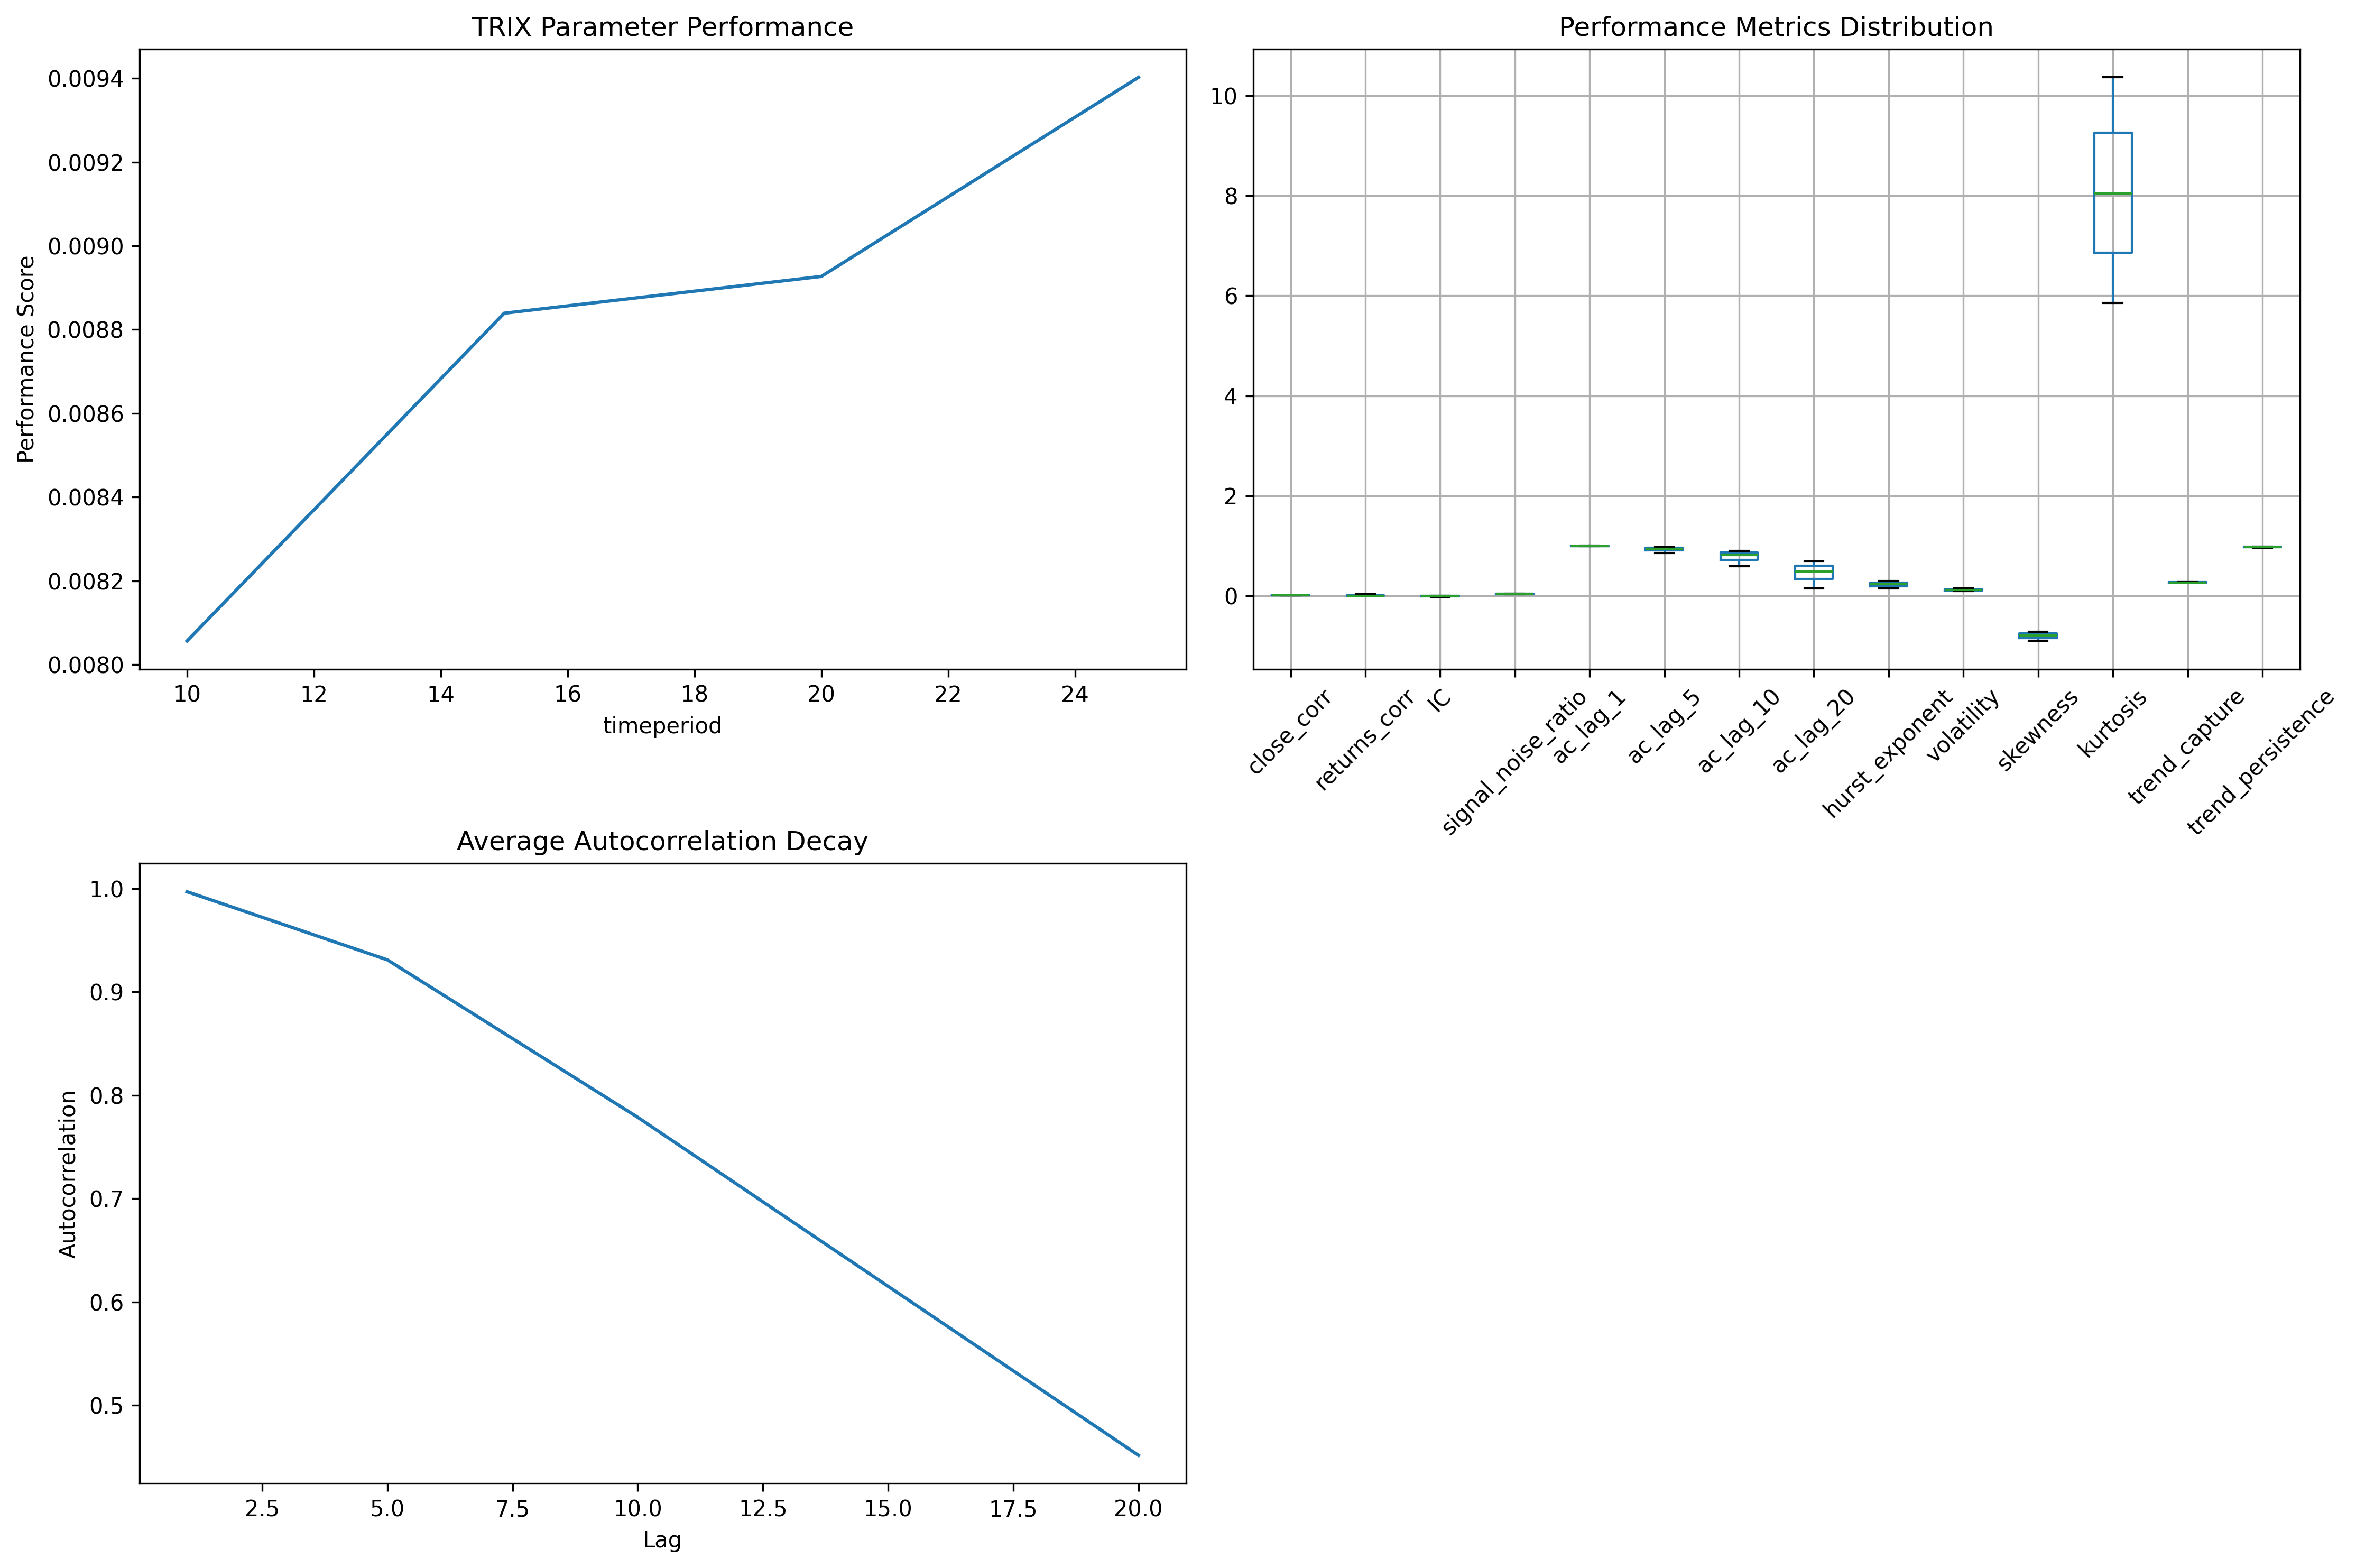 TRIX Parameter Performance
0.0094
0.0092
0.0090
0.0088
0.0086
0.0084
0.0082
0.0080
Performance Score
10 12 14 16 18 20 22 24
timeperiod
Performance Metrics Distribution
10
8
6
4
2
0
close_corr
returns_corr
IC
signal_noise_ratio
ac_lag_1
ac_lag_5
ac_lag_10
ac_lag_20
hurst_exponent
volatility
skewness
kurtosis
trend_capture
trend_persistence
Average Autocorrelation Decay
1.0
0.9
0.8
0.7
0.6
0.5
Autocorrelation
2.5 5.0 7.5 10.0 12.5 15.0 17.5 20.0
Lag